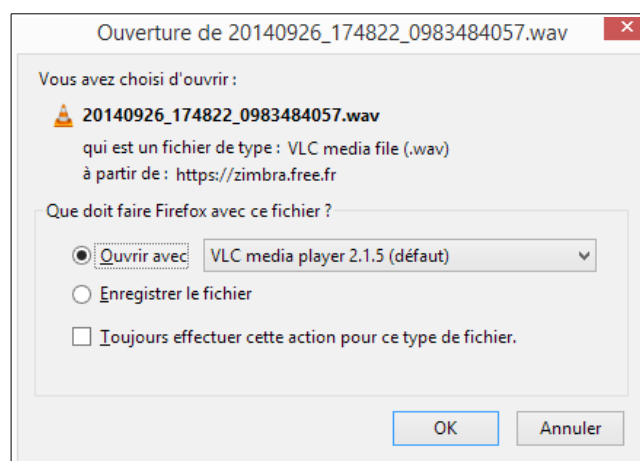 Ouverture de 20140926_174822_0983484057.wav
Vous avez choisi d'ouvrir :
20140926_174822_0983484057.wav
qui est un fichier de type : VLC media file (.wav)
à partir de : https://zimbra.free.fr
Que doit faire Firefox avec ce fichier ?
Ouvrir avec VLC media player 2.1.5 (défaut)
Enregistrer le fichier
Toujours effectuer cette action pour ce type de fichier.
OK Annuler